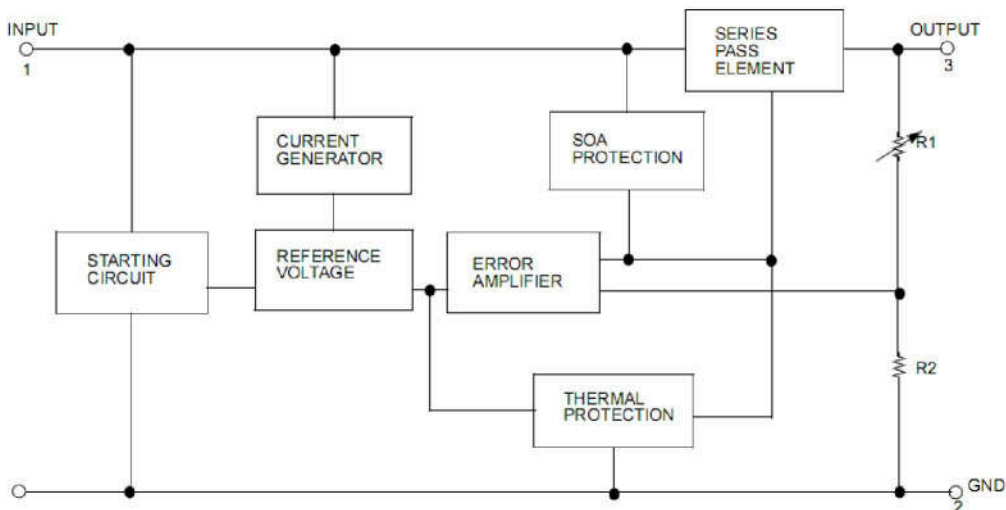 INPUT
1
SERIES
PASS
ELEMENT
OUTPUT
3
CURRENT
GENERATOR
SOA
PROTECTION
R1
STARTING
CIRCUIT
REFERENCE
VOLTAGE
ERROR
AMPLIFIER
R2
THERMAL
PROTECTION
GND
2